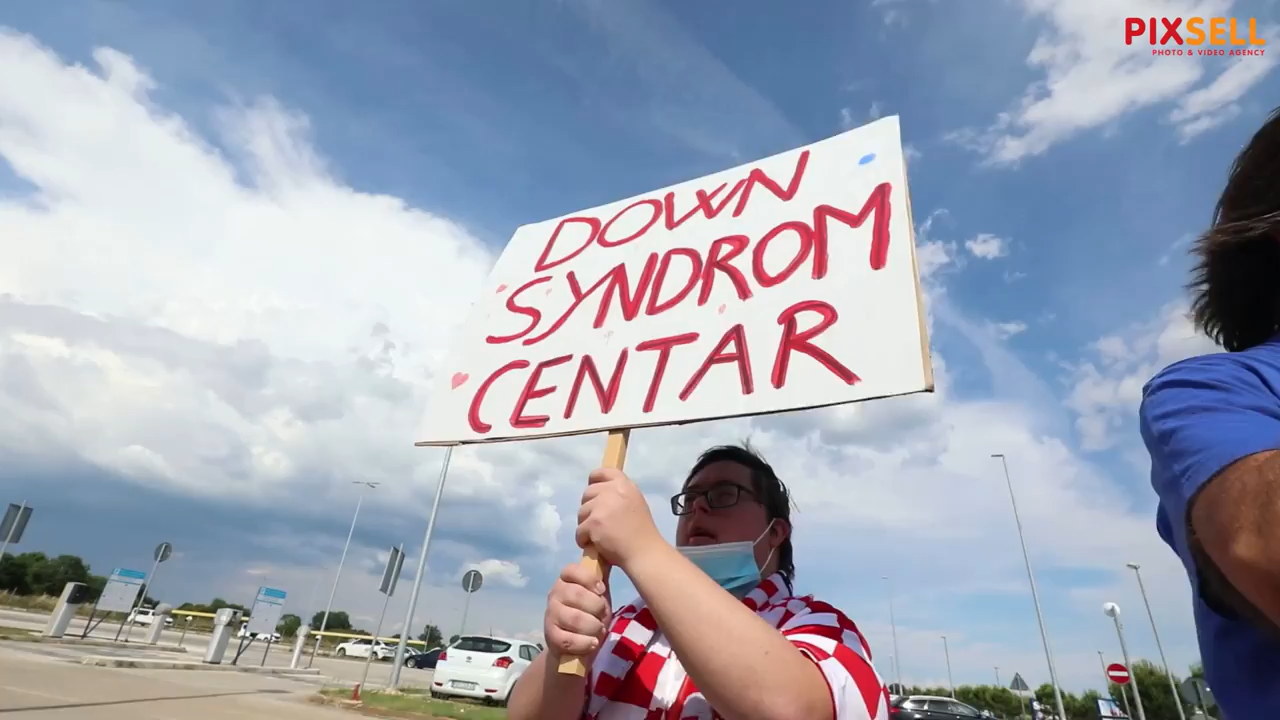 PIXSELL
PHOTO & VIDEO AGENCY
DOWN
SYNDROM
CENTAR